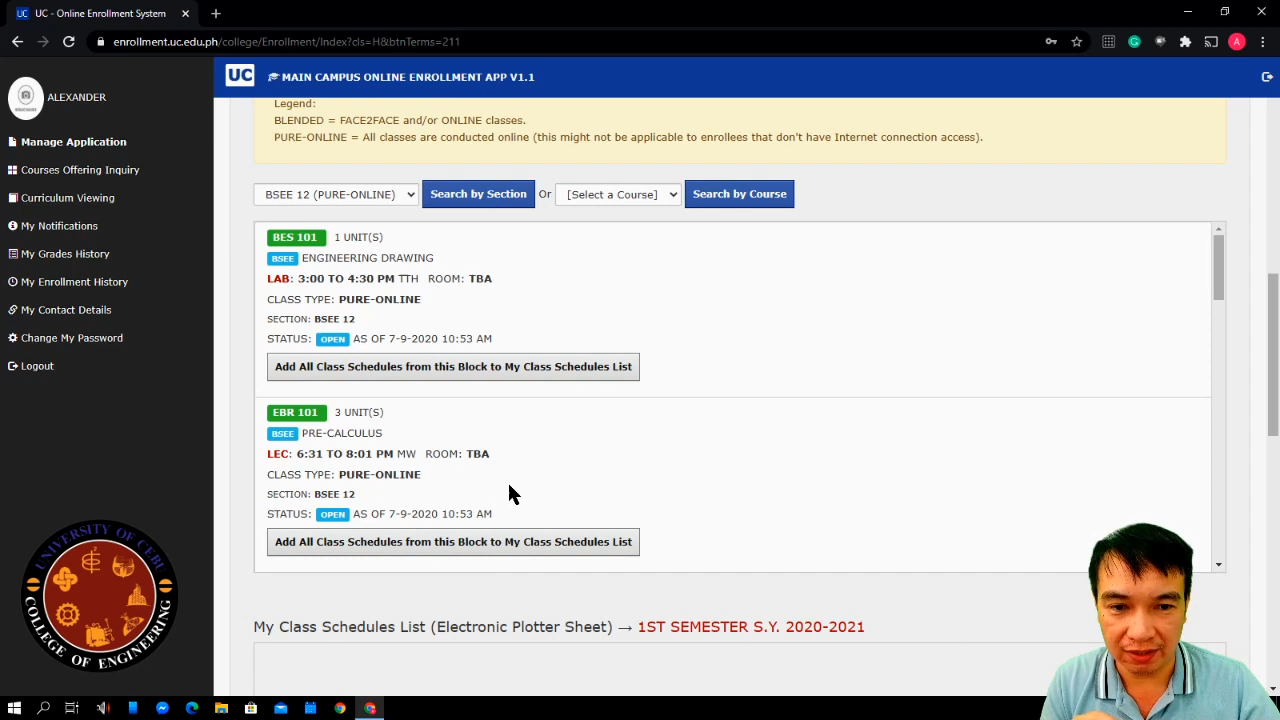 UC - Online Enrollment System
enrollment.uc.edu.ph/college/Enrollment/Index?cls=H&btnTerms=211
A
ALEXANDER
Manage Application
Courses Offering Inquiry
Curriculum Viewing
My Notifications
My Grades History
My Enrollment History
My Contact Details
Change My Password
Logout
UNIVERSITY OF CEBU
COLLEGE OF ENGINEERING
UC MAIN CAMPUS ONLINE ENROLLMENT APP V1.1
Legend:
BLENDED = FACE2FACE and/or ONLINE classes.
PURE-ONLINE = All classes are conducted online (this might not be applicable to enrollees that don't have Internet connection access).
BSEE 12 (PURE-ONLINE) Search by Section Or [Select a Course] Search by Course
BES 101 1 UNIT(S)
BSEE ENGINEERING DRAWING
LAB: 3:00 TO 4:30 PM TTH ROOM: TBA
CLASS TYPE: PURE-ONLINE
SECTION: BSEE 12
STATUS: OPEN AS OF 7-9-2020 10:53 AM
Add All Class Schedules from this Block to My Class Schedules List
EBR 101 3 UNIT(S)
BSEE PRE-CALCULUS
LEC: 6:31 TO 8:01 PM MW ROOM: TBA
CLASS TYPE: PURE-ONLINE
SECTION: BSEE 12
STATUS: OPEN AS OF 7-9-2020 10:53 AM
Add All Class Schedules from this Block to My Class Schedules List
My Class Schedules List (Electronic Plotter Sheet) → 1ST SEMESTER S.Y. 2020-2021